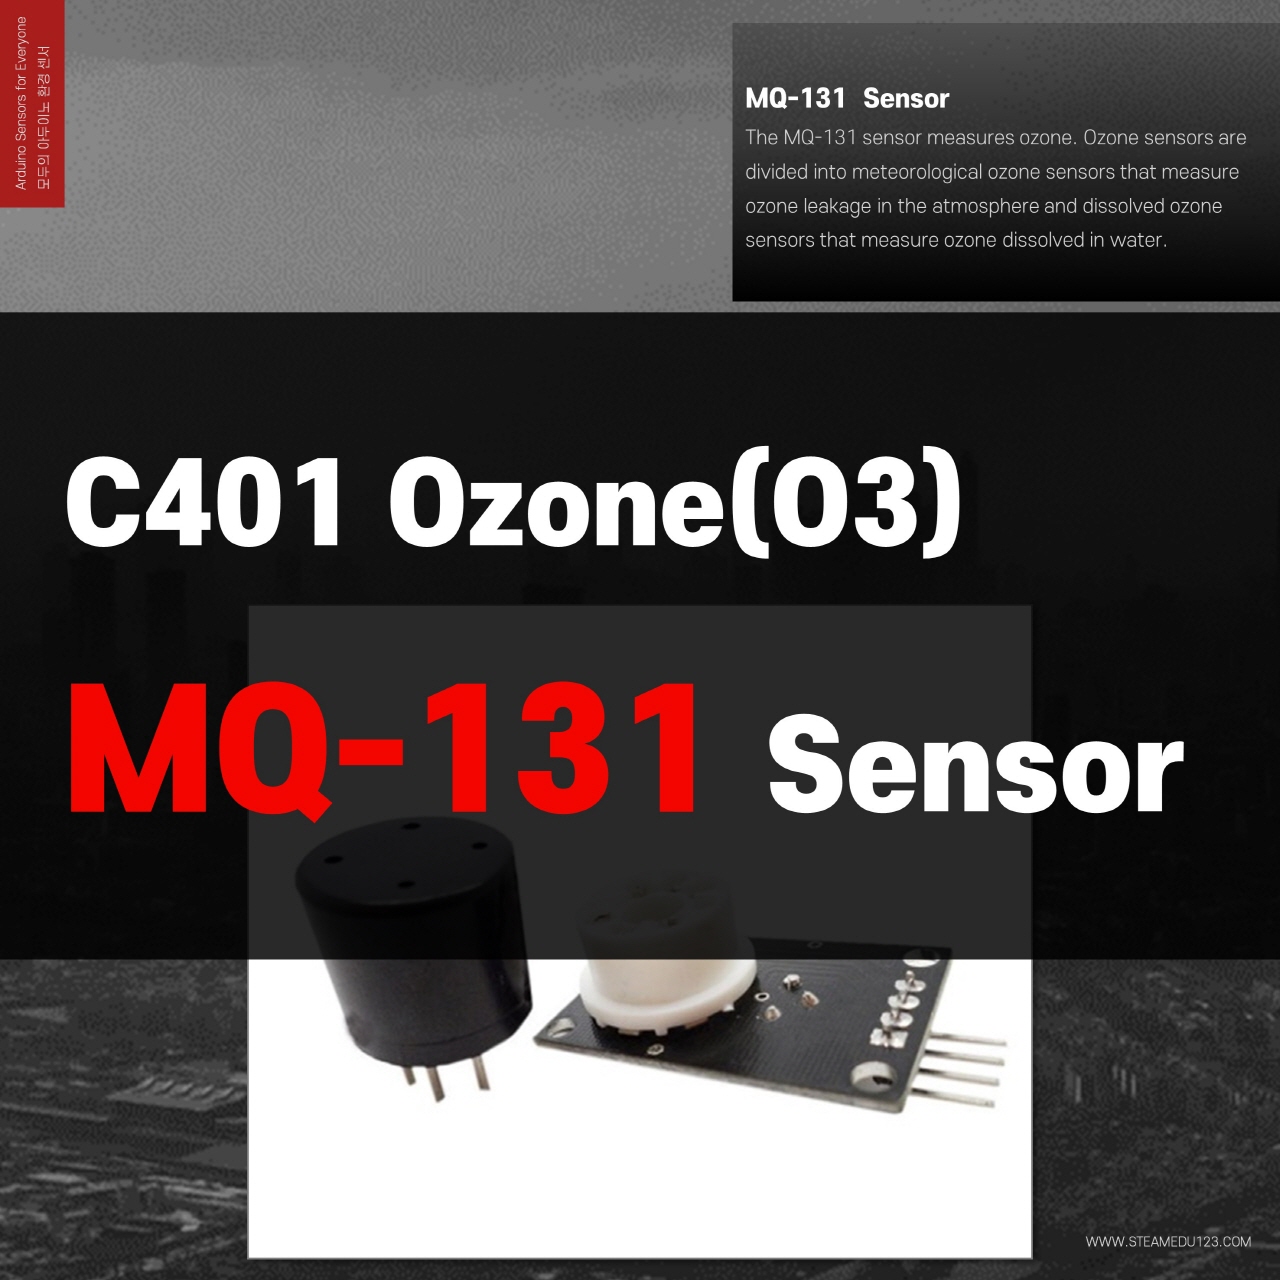 Arduino Sensors for Everyone
모두의 아두이노 환경 센서
MQ-131 Sensor
The MQ-131 sensor measures ozone. Ozone sensors are
divided into meteorological ozone sensors that measure
ozone leakage in the atmosphere and dissolved ozone
sensors that measure ozone dissolved in water.
C401 Ozone(O3)
MQ-131 Sensor
WWW.STEAMEDU123.COM